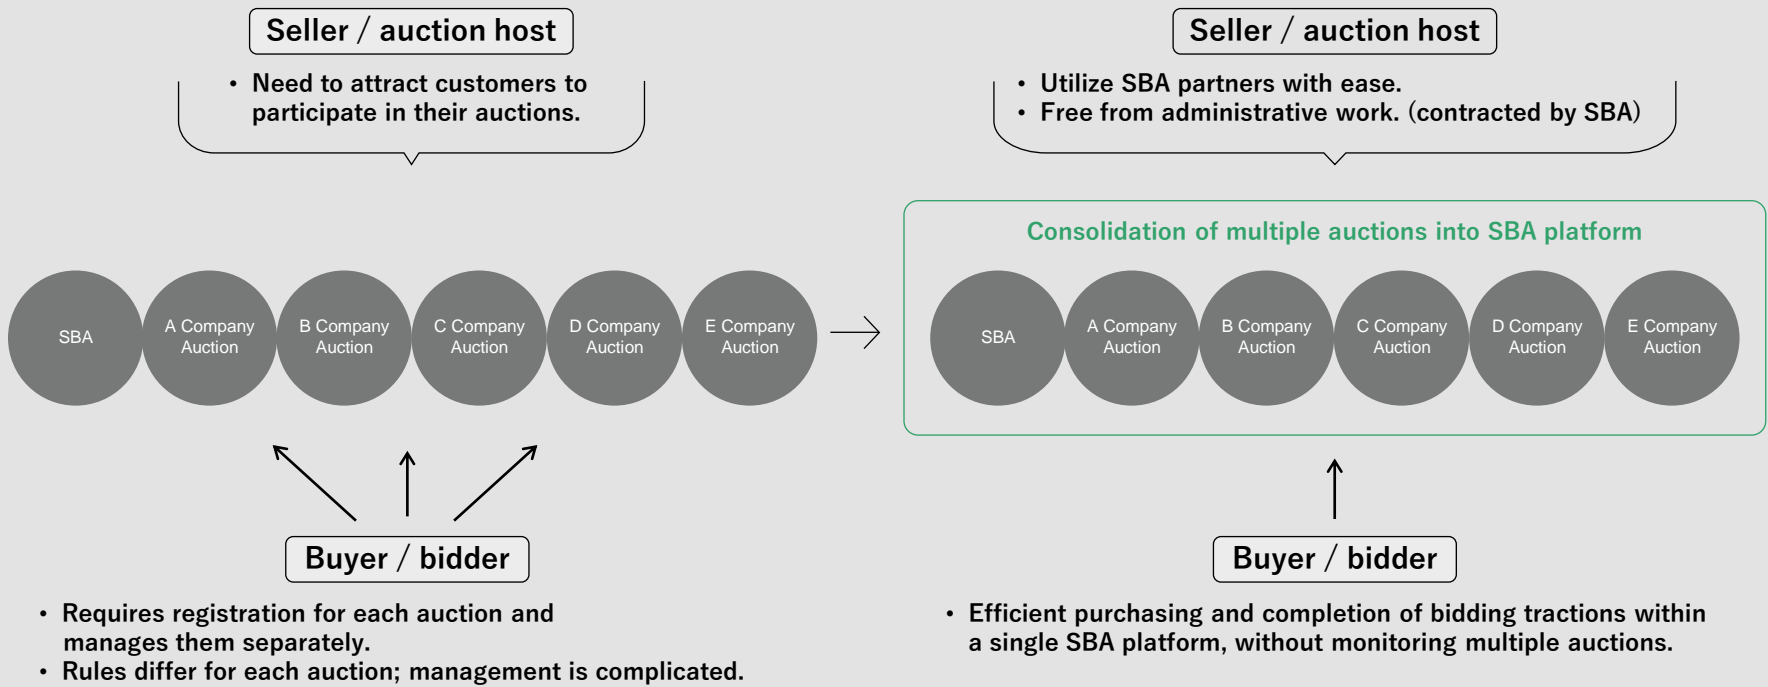 Seller / auction host
• Need to attract customers to
participate in their auctions.
SBA
A Company
Auction
B Company
Auction
C Company
Auction
D Company
Auction
E Company
Auction
Buyer / bidder
• Requires registration for each auction and
manages them separately.
• Rules differ for each auction; management is complicated.
Seller / auction host
• Utilize SBA partners with ease.
• Free from administrative work. (contracted by SBA)
Consolidation of multiple auctions into SBA platform
SBA
A Company
Auction
B Company
Auction
C Company
Auction
D Company
Auction
E Company
Auction
Buyer / bidder
• Efficient purchasing and completion of bidding tractions within
a single SBA platform, without monitoring multiple auctions.